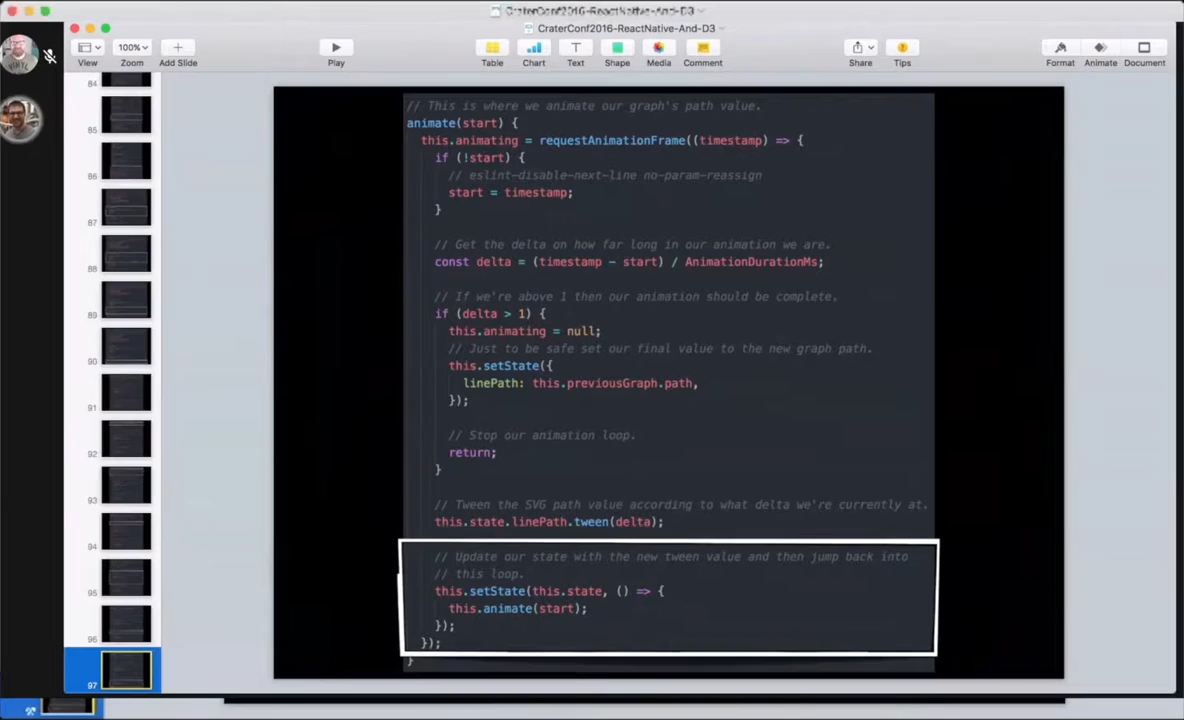 CraterConf2016-ReactNative-And-D3
CraterConf2016-ReactNative-And-D3
View
100%
Zoom
Add Slide
Play
Table
Chart
Text
Shape
Media
Comment
Share
Tips
Format
Animate
Document
84
85
86
87
88
89
90
91
92
93
94
95
96
97
// This is where we animate our graph's path value.
animate(start) {
this.animating = requestAnimationFrame((timestamp) => {
if (!start) {
// eslint-disable-next-line no-param-reassign
start = timestamp;
}
// Get the delta on how far long in our animation we are.
const delta = (timestamp - start) / AnimationDurationMs;
// If we're above 1 then our animation should be complete.
if (delta > 1) {
this.animating = null;
// Just to be safe set our final value to the new graph path.
this.setState({
linePath: this.previousGraph.path,
});
// Stop our animation loop.
return;
}
// Tween the SVG path value according to what delta we're currently at.
this.state.linePath.tween(delta);
// Update our state with the new tween value and then jump back into
// this loop.
this.setState(this.state, () => {
this.animate(start);
});
});
}